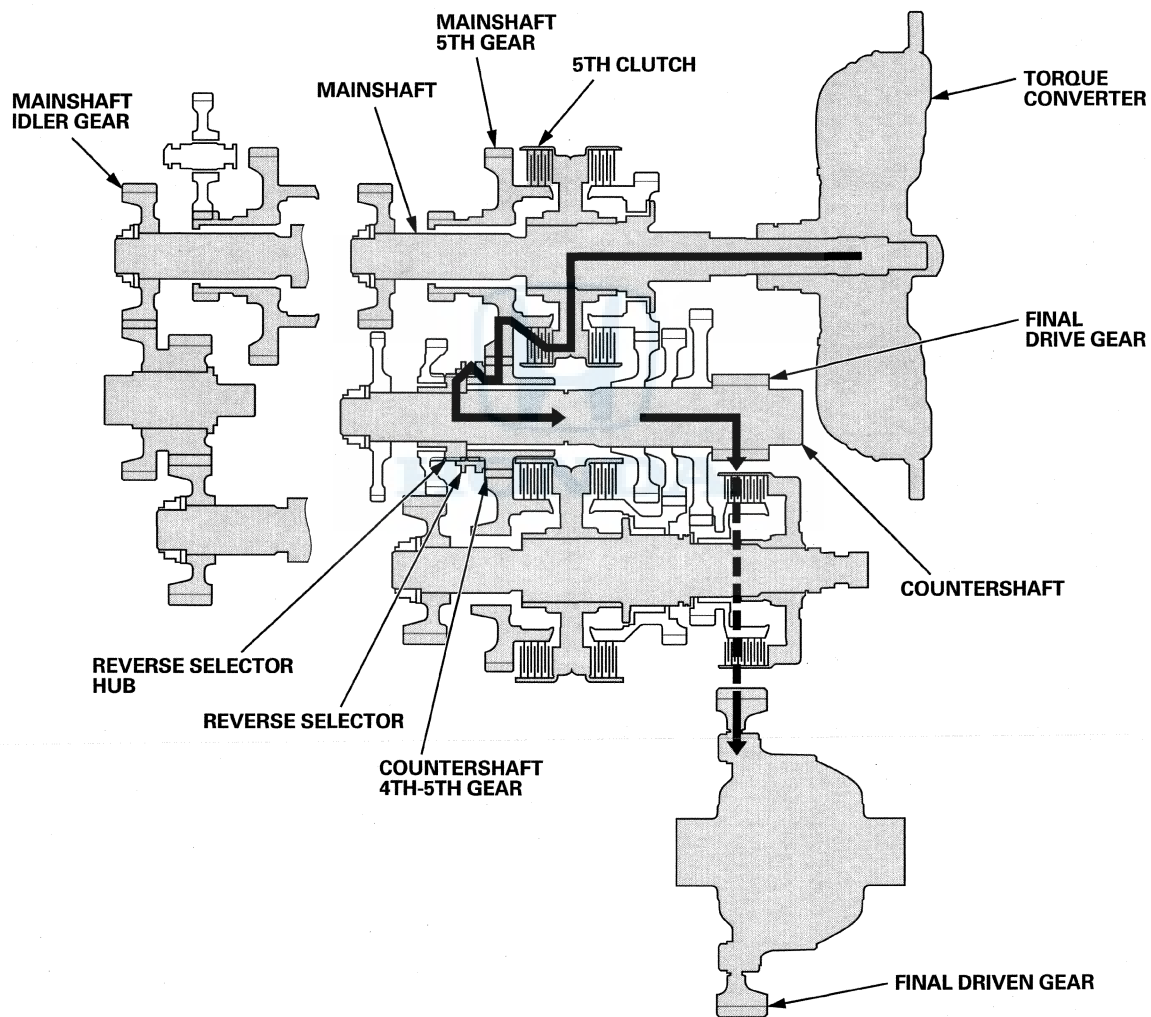 MAINSHAFT
5TH GEAR
5TH CLUTCH
MAINSHAFT
TORQUE
CONVERTER
MAINSHAFT
IDLER GEAR
FINAL
DRIVE GEAR
HONDA
COUNTERSHAFT
REVERSE SELECTOR
HUB
REVERSE SELECTOR
COUNTERSHAFT
4TH-5TH GEAR
FINAL DRIVEN GEAR